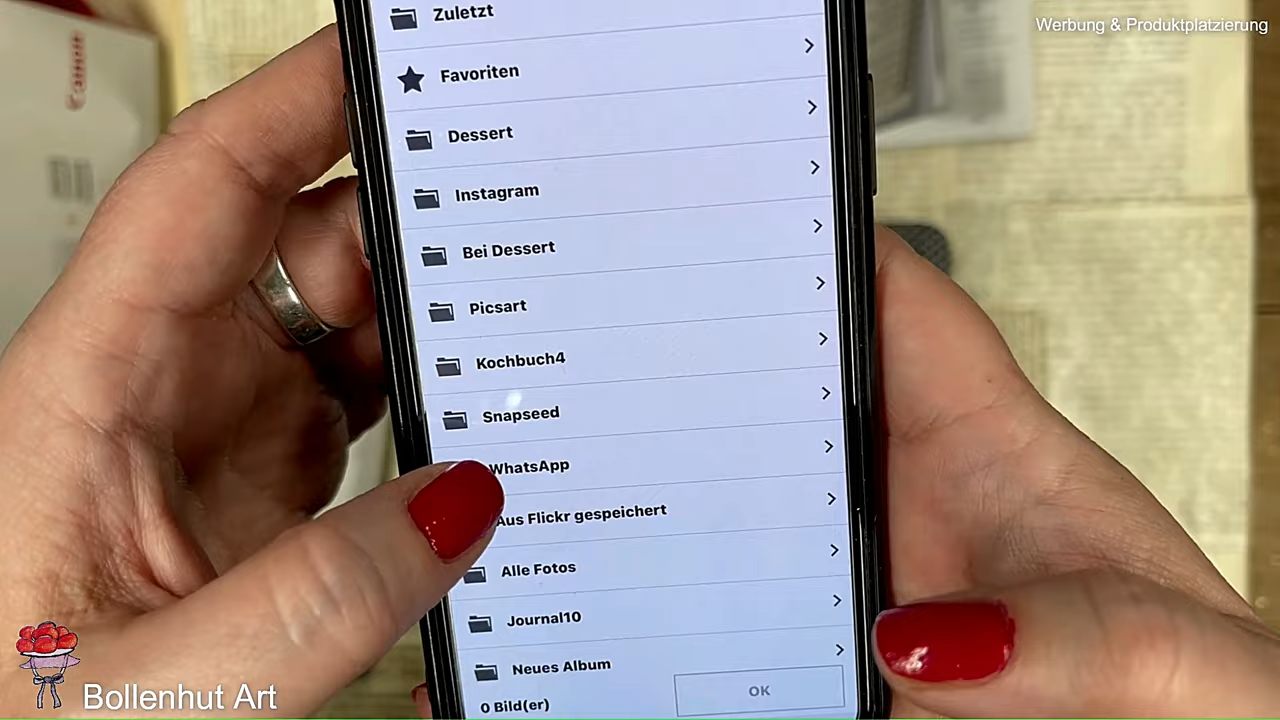 Werbung & Produktplatzierung
Canon
Zuletzt
Favoriten
Dessert
Instagram
Bei Dessert
Picsart
Kochbuch4
Snapseed
WhatsApp
Aus Flickr gespeichert
Alle Fotos
Journal10
Neues Album
0 Bild(er)
OK
Bollenhut Art